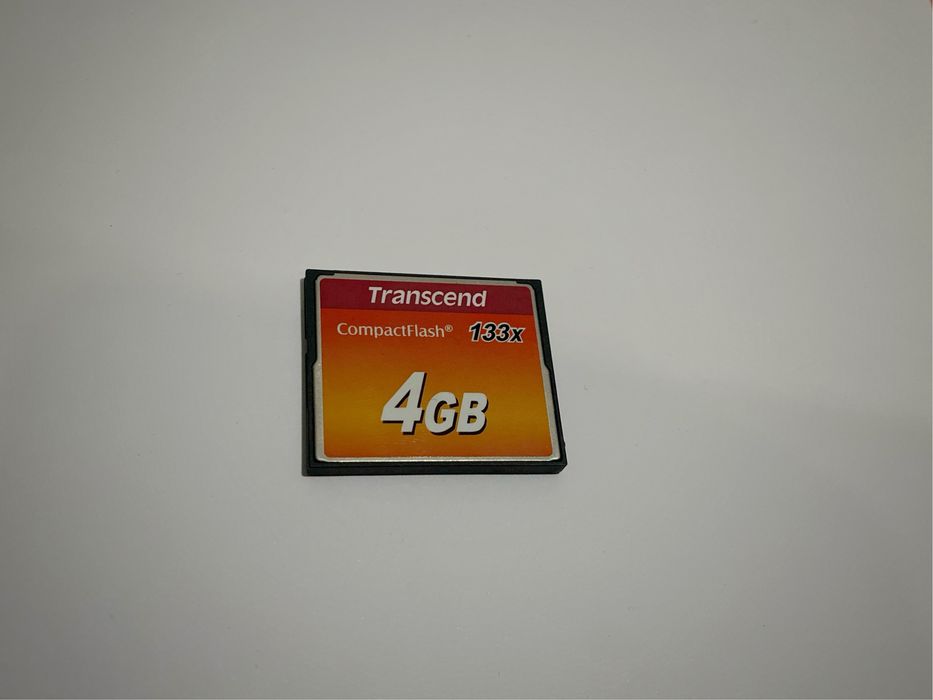 Transcend
CompactFlash® 133x
4GB